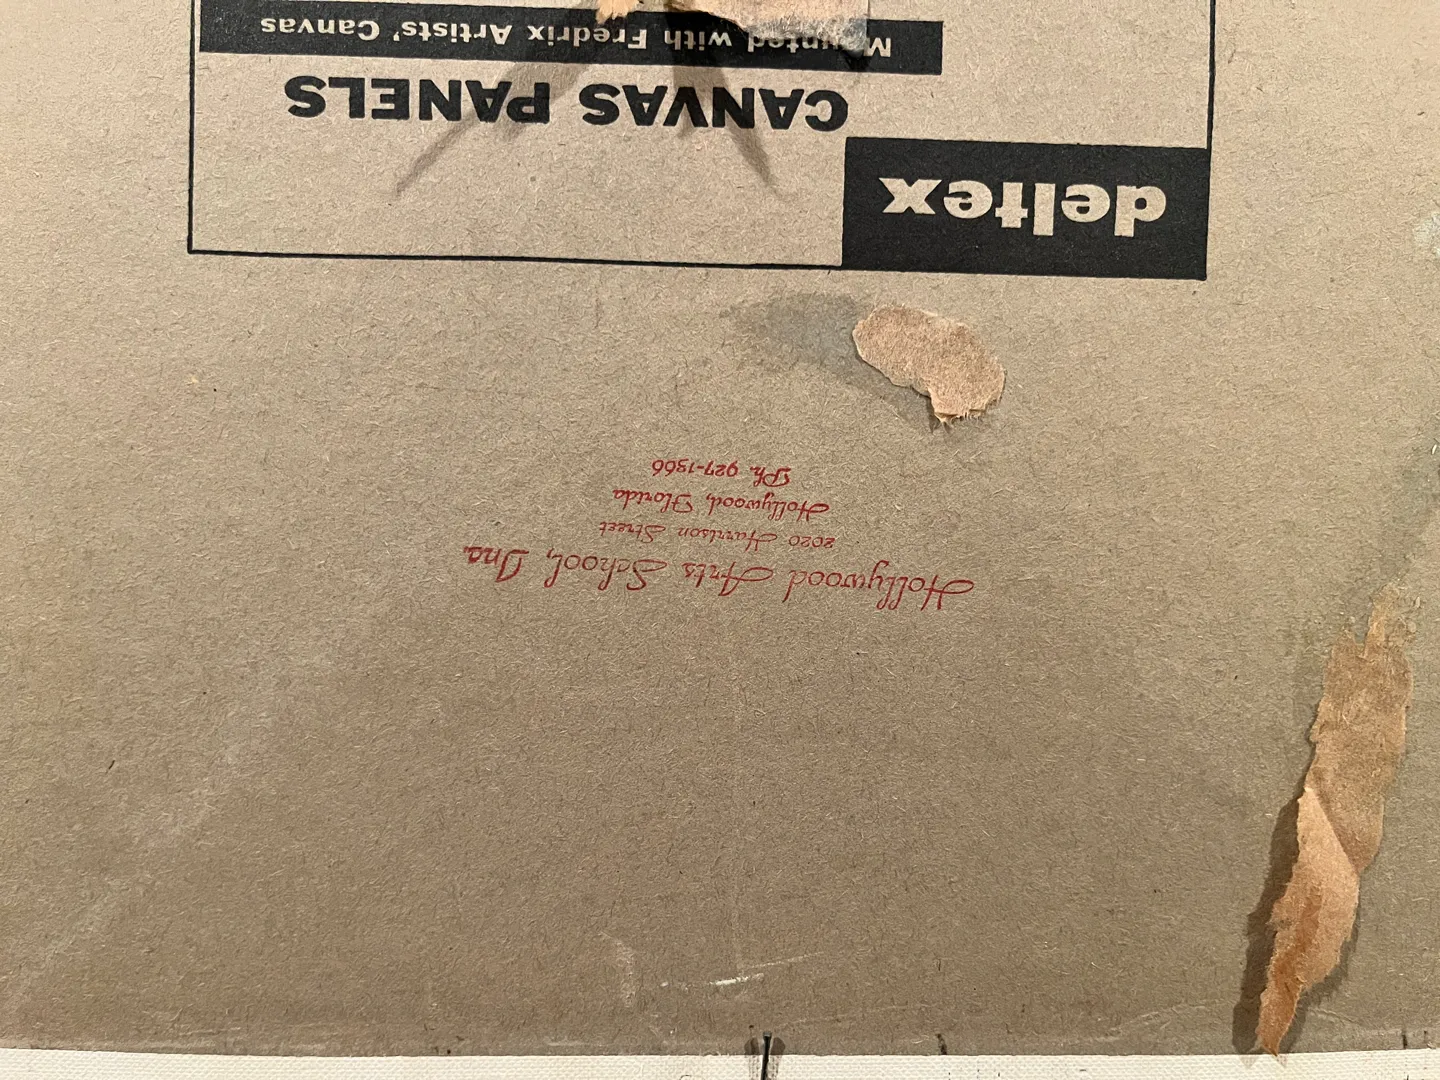 Hollywood Arts School, Inc.
2020 Harrison Street
Hollywood, Florida
Ph. 927-1366
deltex
CANVAS PANELS
Mounted with Fredrix Artists' Canvas